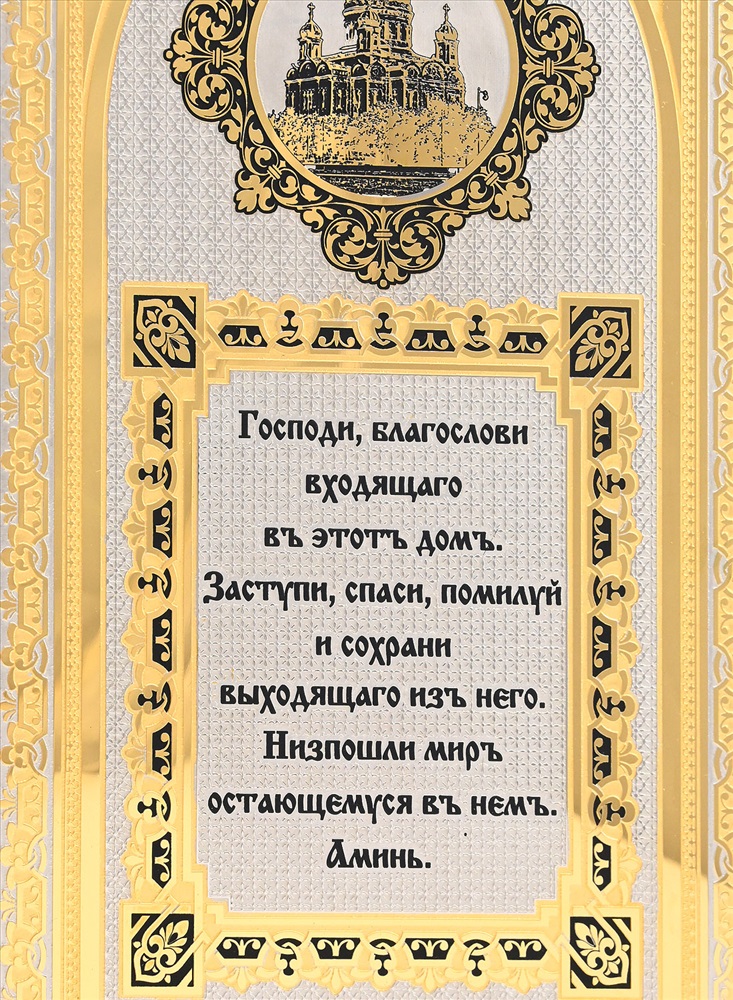 Господи, благослови
входящаго
въ этотъ домъ.
Заступи, спаси, помилуй
и сохрани
выходящаго изъ него.
Низпошли миръ
остающемуся въ немъ.
Аминь.